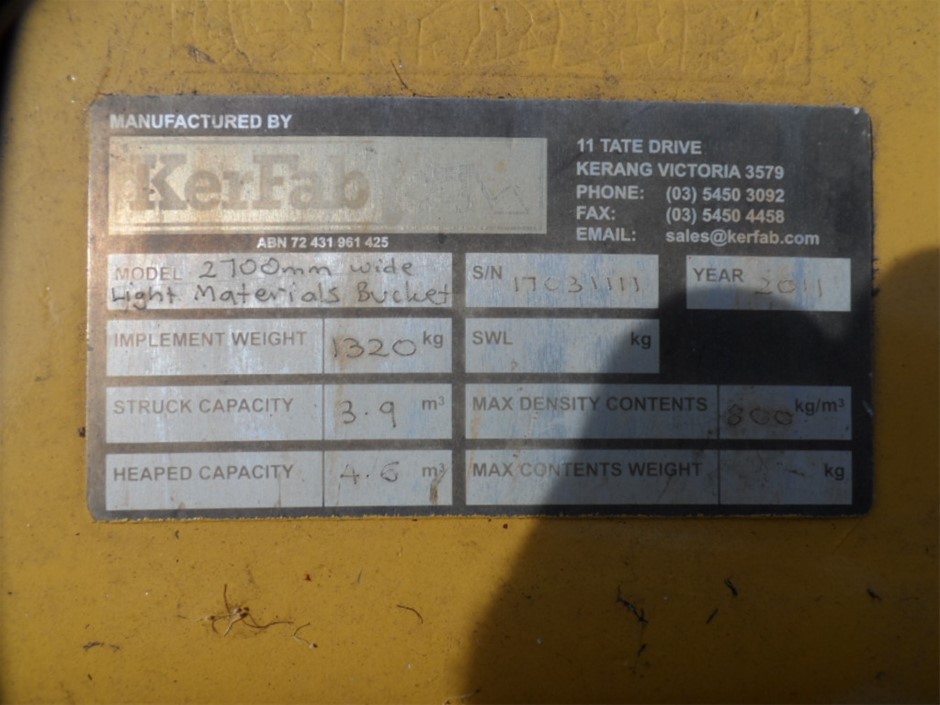 MANUFACTURED BY
KerFab
ABN 72 431 961 425
11 TATE DRIVE
KERANG VICTORIA 3579
PHONE: (03) 5450 3092
FAX: (03) 5450 4458
EMAIL: sales@kerfab.com
MODEL 2700mm wide
Light Materials Bucket
S/N 17031111
YEAR 2011
IMPLEMENT WEIGHT 1320 kg
SWL kg
STRUCK CAPACITY 3.9 m³
MAX DENSITY CONTENTS 800 kg/m³
HEAPED CAPACITY 4.6 m³
MAX CONTENTS WEIGHT - kg